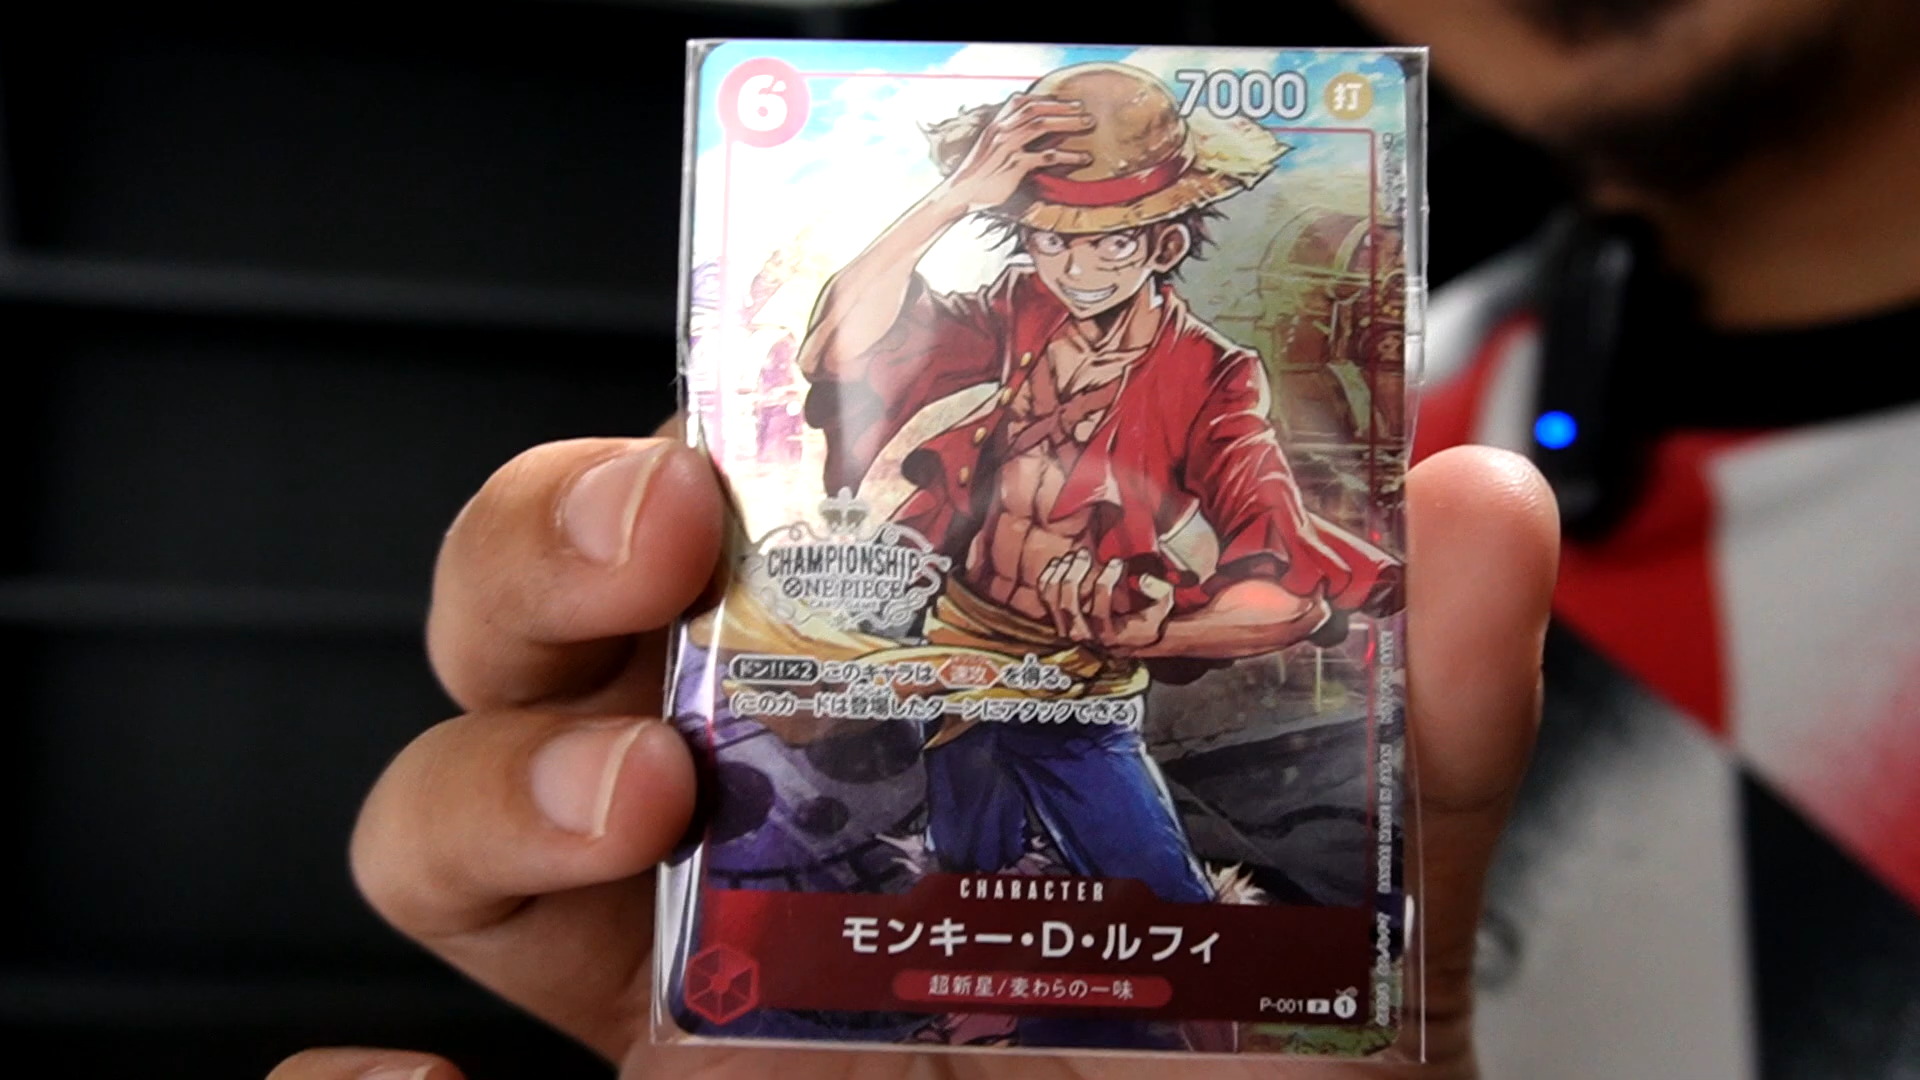 6
7000 打
CHAMPIONSHIP
ONE PIECE
CARD GAME
ドン!!×2 このキャラは 速攻 を得る。
(このカードは登場したターンにアタックできる)
CHARACTER
モンキー・D・ルフィ
超新星/麦わらの一味
P-001 P 1